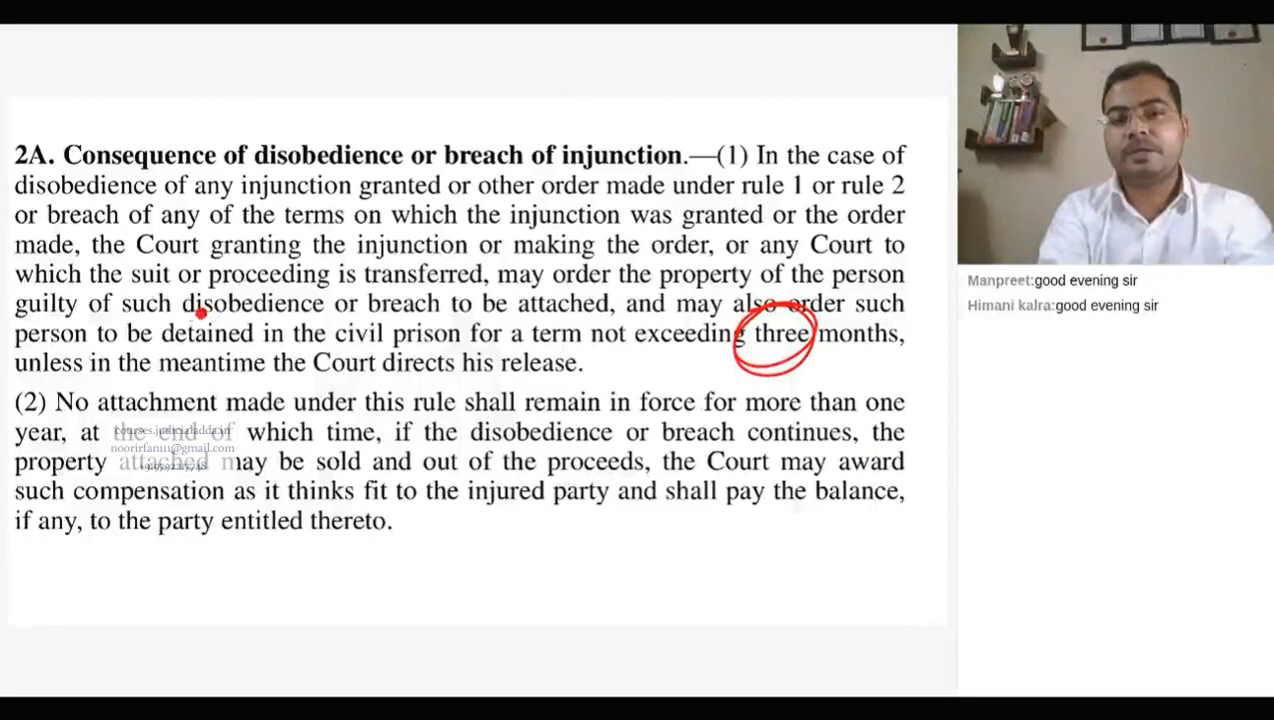 2A. Consequence of disobedience or breach of injunction.—(1) In the case of
disobedience of any injunction granted or other order made under rule 1 or rule 2
or breach of any of the terms on which the injunction was granted or the order
made, the Court granting the injunction or making the order, or any Court to
which the suit or proceeding is transferred, may order the property of the person
guilty of such disobedience or breach to be attached, and may also order such
person to be detained in the civil prison for a term not exceeding three months,
unless in the meantime the Court directs his release.
(2) No attachment made under this rule shall remain in force for more than one
year, at the end of which time, if the disobedience or breach continues, the
property attached may be sold and out of the proceeds, the Court may award
such compensation as it thinks fit to the injured party and shall pay the balance,
if any, to the party entitled thereto.
courses.judicialadda.in
noorirfan111@gmail.com
Manpreet:good evening sir
Himani kalra:good evening sir